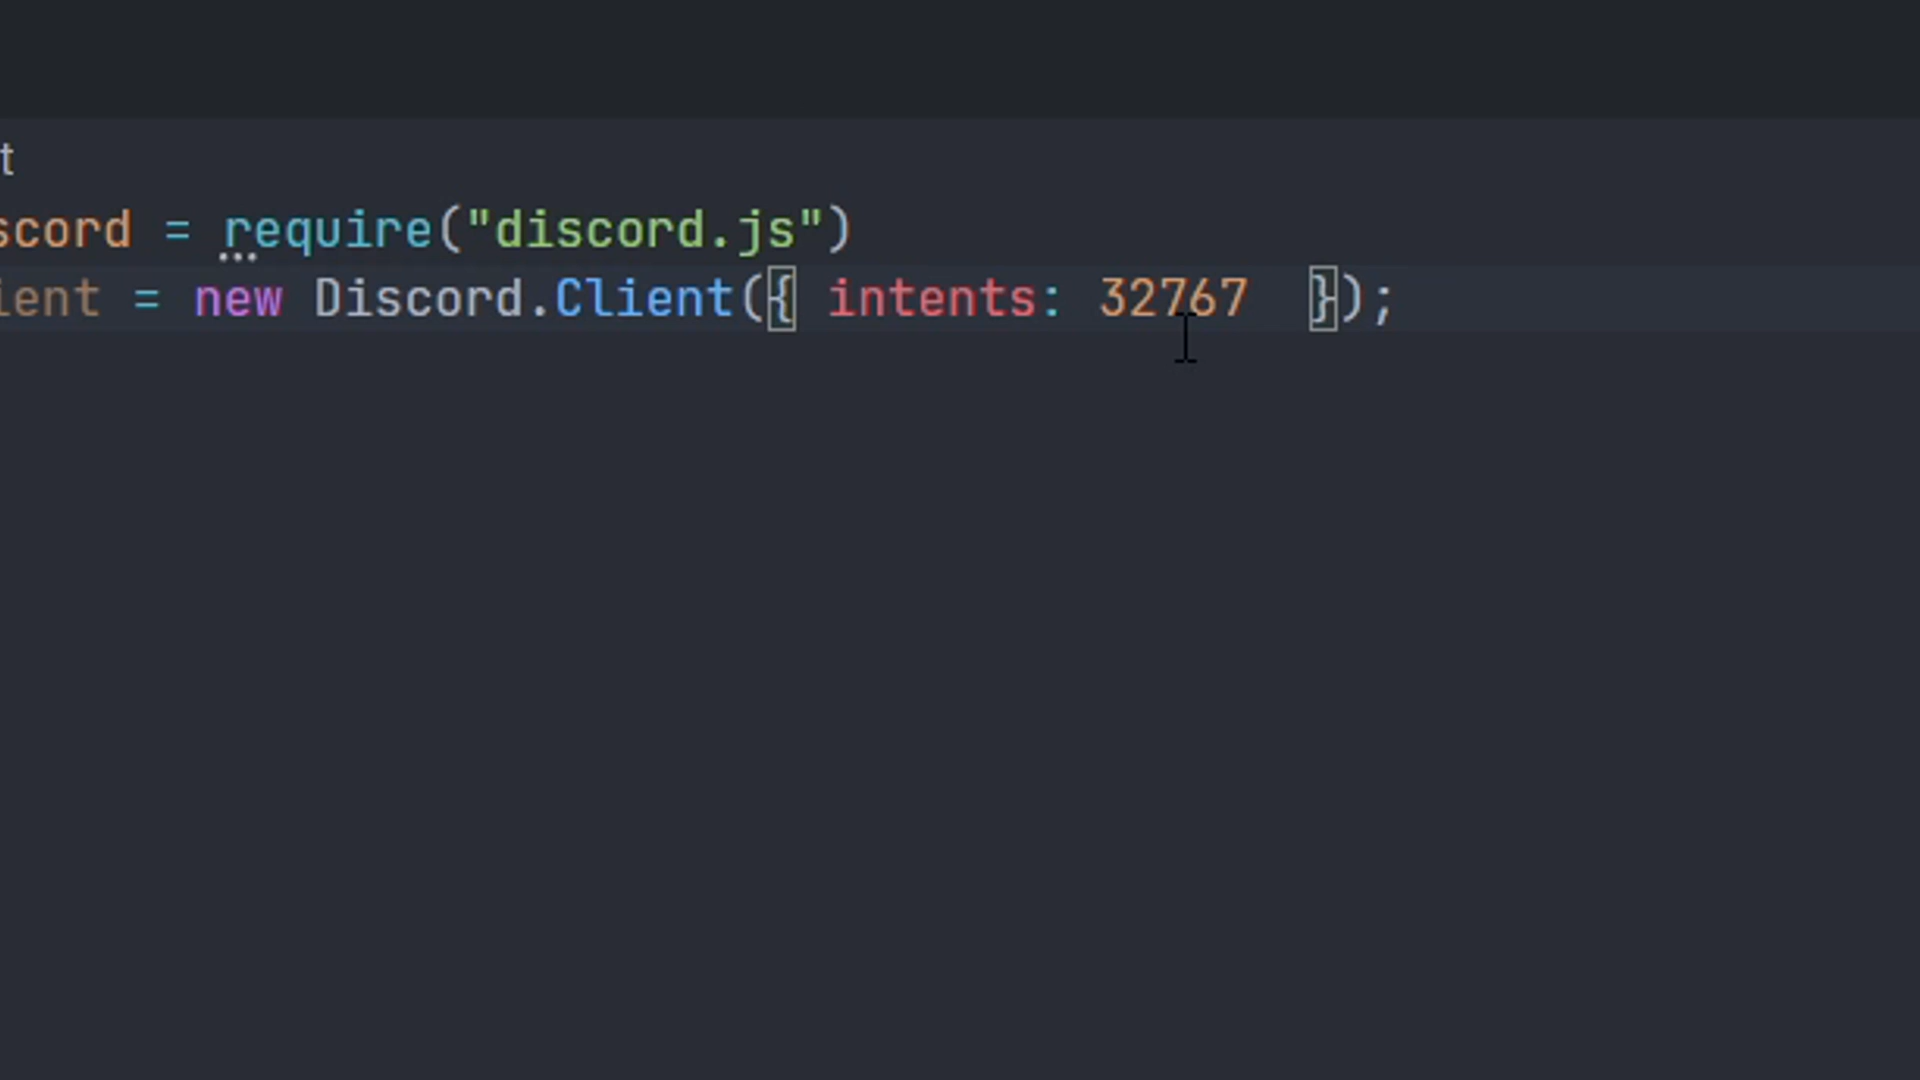 t
scord = require("discord.js")
ient = new Discord.Client({ intents: 32767  });